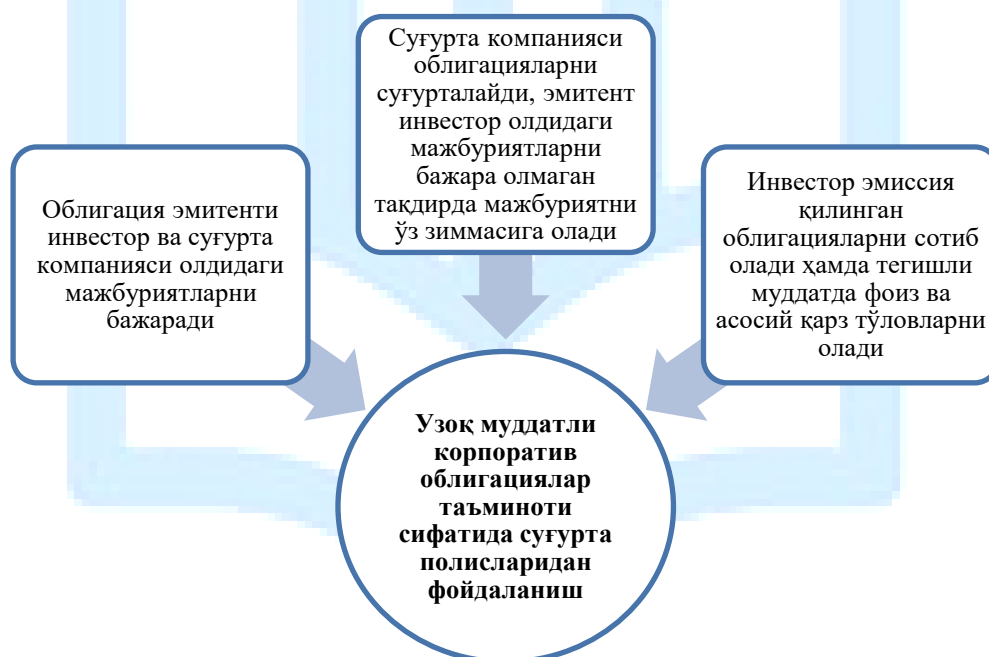 Суғурта компанияси
облигацияларни
суғурталайди, эмитент
инвестор олдидаги
мажбуриятларни
бажара олмаган
тақдирда мажбуриятни
ўз зиммасига олади
Облигация эмитенти
инвестор ва суғурта
компанияси олдидаги
мажбуриятларни
бажаради
Инвестор эмиссия
қилинган
облигацияларни сотиб
олади ҳамда тегишли
муддатда фоиз ва
асосий қарз тўловларни
олади
Узоқ муддатли
корпоратив
облигациялар
таъминоти
сифатида суғурта
полисларидан
фойдаланиш